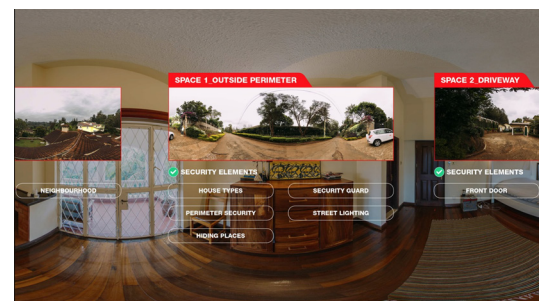 SPACE 1_OUTSIDE PERIMETER
SPACE 2_DRIVEWAY
SECURITY ELEMENTS
SECURITY ELEMENTS
NEIGHBOURHOOD
HOUSE TYPES
SECURITY GUARD
FRONT DOOR
PERIMETER SECURITY
STREET LIGHTING
HIDING PLACES